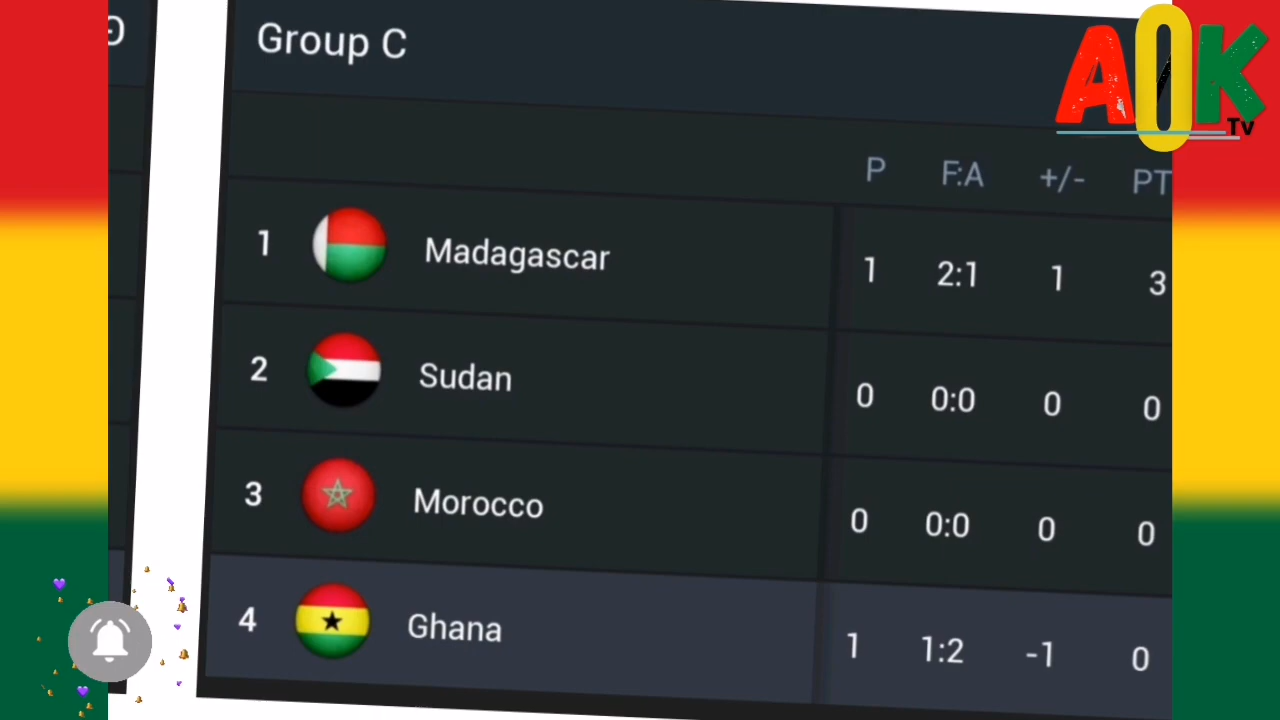 Group C
P F:A +/- PT
1 Madagascar 1 2:1 1 3
2 Sudan 0 0:0 0 0
3 Morocco 0 0:0 0 0
4 Ghana 1 1:2 -1 0
AOK
TV